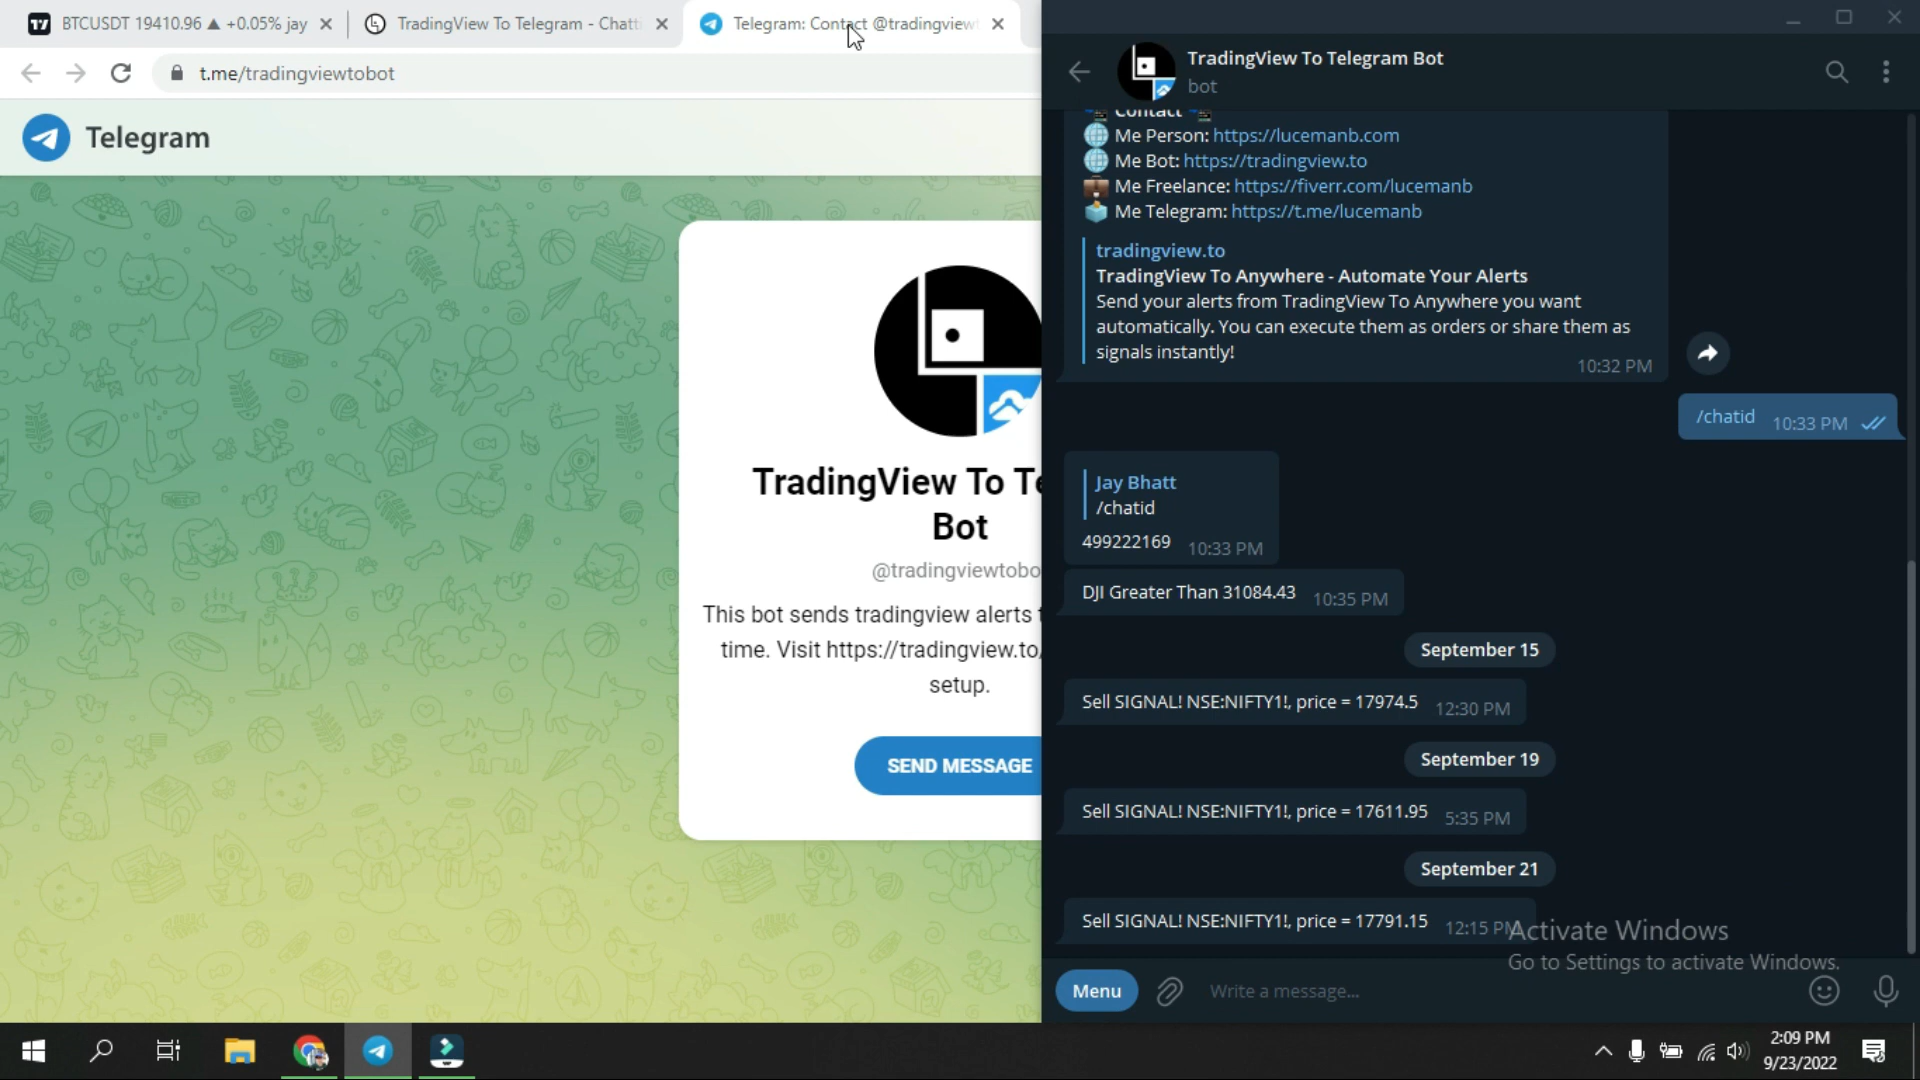 BTCUSDT 19410.96 ▲ +0.05% jay
TradingView To Telegram - Chatti
Telegram: Contact @tradingview
t.me/tradingviewtobot
Telegram
TradingView To Te
Bot
@tradingviewtobo
This bot sends tradingview alerts t
time. Visit https://tradingview.to/
setup.
SEND MESSAGE
TradingView To Telegram Bot
bot
Contact
Me Person: https://lucemanb.com
Me Bot: https://tradingview.to
Me Freelance: https://fiverr.com/lucemanb
Me Telegram: https://t.me/lucemanb
tradingview.to
TradingView To Anywhere - Automate Your Alerts
Send your alerts from TradingView To Anywhere you want
automatically. You can execute them as orders or share them as
signals instantly!
10:32 PM
/chatid 10:33 PM
Jay Bhatt
/chatid
499222169 10:33 PM
DJI Greater Than 31084.43 10:35 PM
September 15
Sell SIGNAL! NSE:NIFTY1!, price = 17974.5 12:30 PM
September 19
Sell SIGNAL! NSE:NIFTY1!, price = 17611.95 5:35 PM
September 21
Sell SIGNAL! NSE:NIFTY1!, price = 17791.15 12:15 PM
Activate Windows
Go to Settings to activate Windows.
Menu
Write a message...
2:09 PM
9/23/2022